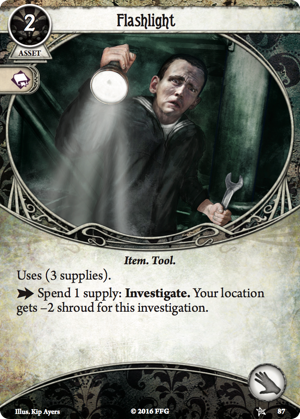 Flashlight
2
ASSET
Item. Tool.
Uses (3 supplies).
Spend 1 supply: Investigate. Your location
gets –2 shroud for this investigation.
Illus. Kip Ayers
© 2016 FFG
87